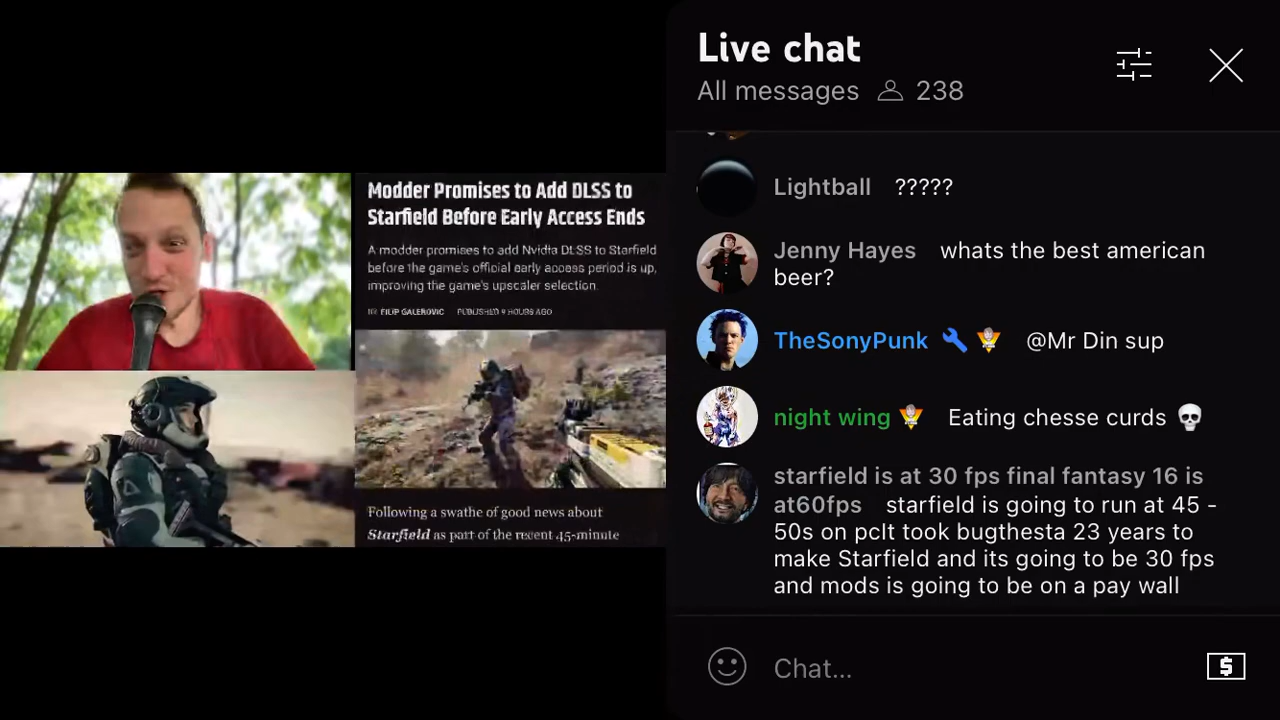 Modder Promises to Add DLSS to
Starfield Before Early Access Ends
A modder promises to add Nvidia DLSS to Starfield
before the game's official early access period is up,
improving the game's upscaler selection.
BY FILIP GALEKOVIC PUBLISHED 9 HOURS AGO
Following a swathe of good news about
Starfield as part of the recent 45-minute
Live chat
All messages 238
Lightball ?????
Jenny Hayes whats the best american
beer?
TheSonyPunk @Mr Din sup
night wing Eating chesse curds
starfield is at 30 fps final fantasy 16 is
at60fps starfield is going to run at 45 -
50s on pcIt took bugthesta 23 years to
make Starfield and its going to be 30 fps
and mods is going to be on a pay wall
Chat...
$